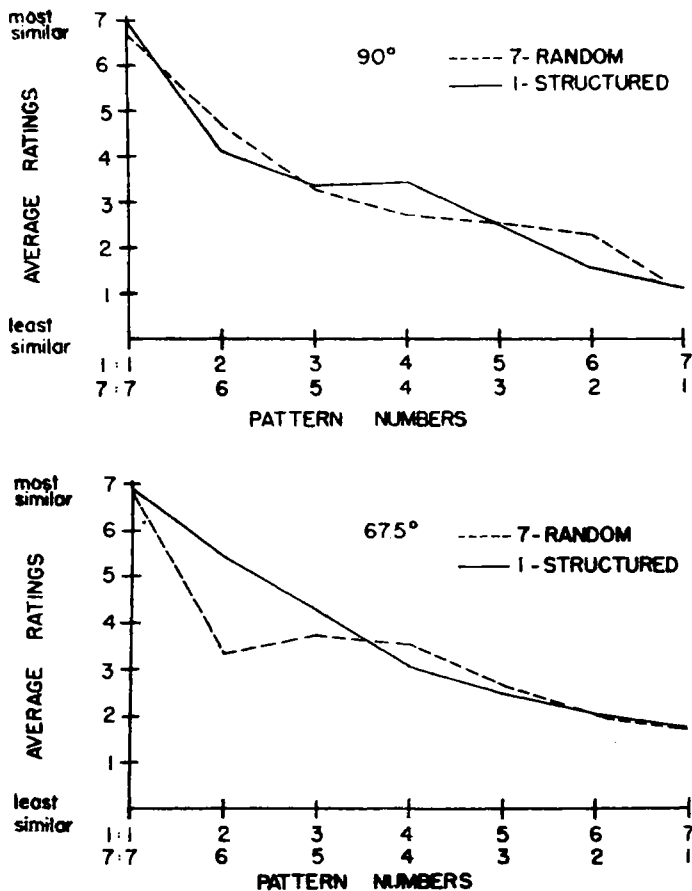 most
similar
7
6
5
4
3
2
1
AVERAGE RATINGS
least
similar
90°
7- RANDOM
1- STRUCTURED
1:1 2 3 4 5 6 7
7:7 6 5 4 3 2 1
PATTERN NUMBERS
most
similar
7
6
5
4
3
2
1
AVERAGE RATINGS
least
similar
67.5°
7- RANDOM
1 - STRUCTURED
1:1 2 3 4 5 6 7
7:7 6 5 4 3 2 1
PATTERN NUMBERS